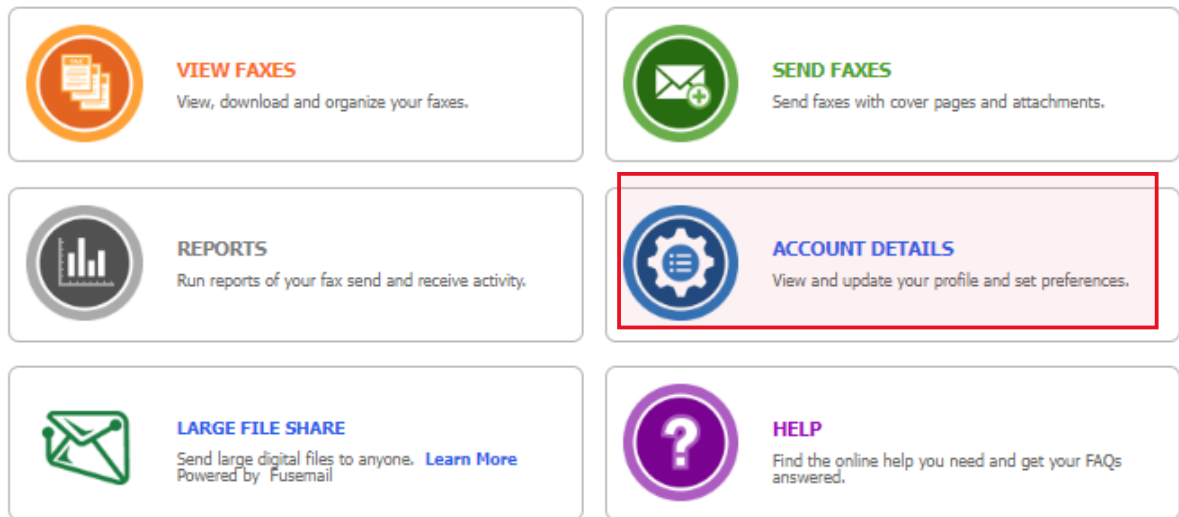 VIEW FAXES
View, download and organize your faxes.
SEND FAXES
Send faxes with cover pages and attachments.
REPORTS
Run reports of your fax send and receive activity.
ACCOUNT DETAILS
View and update your profile and set preferences.
LARGE FILE SHARE
Send large digital files to anyone. Learn More
Powered by Fusemail
HELP
Find the online help you need and get your FAQs
answered.